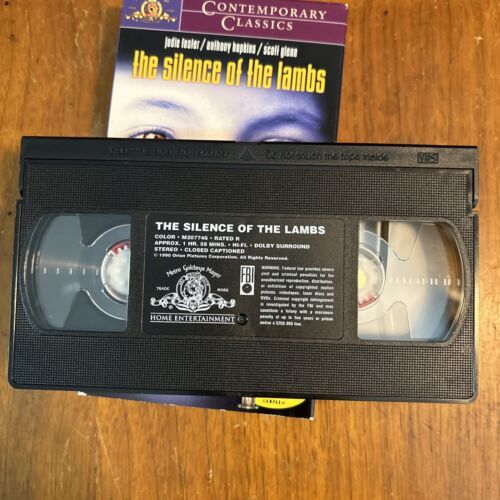 CONTEMPORARY
CLASSICS
jodie foster / anthony hopkins / scott glenn
the silence of the lambs
Do not touch the tape inside
VHS
THE SILENCE OF THE LAMBS
COLOR • M207746 • RATED R
APPROX. 1 HR. 58 MINS. • HI-FI. • DOLBY SURROUND
STEREO • CLOSED CAPTIONED
© 1990 Orion Pictures Corporation. All Rights Reserved.
Metro Goldwyn Mayer
TRADE MARK
HOME ENTERTAINMENT
FBI
WARNING: Federal law provides severe
civil and criminal penalties for the
unauthorized reproduction, distribution,
or exhibition of copyrighted motion
pictures, videotapes, laser discs and
DVDs. Criminal copyright infringement
is investigated by the FBI and may
constitute a felony with a maximum
penalty of up to five years in prison
and/or a $250,000 fine.